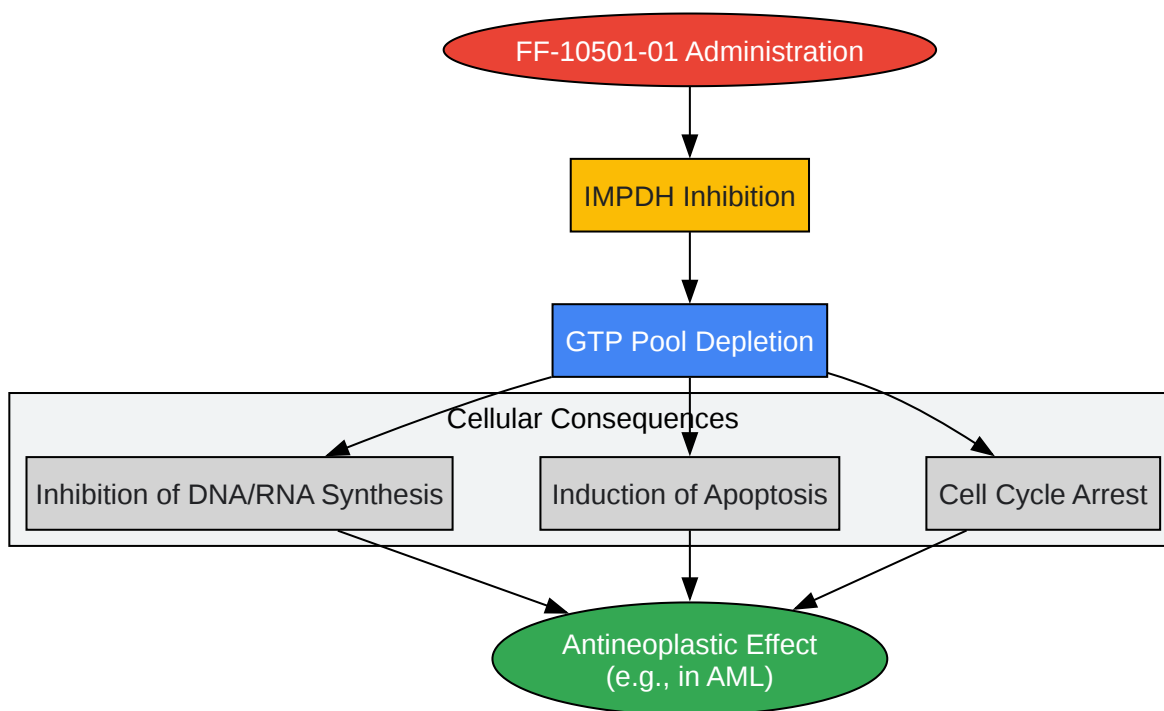 FF-10501-01 Administration
IMPDH Inhibition
GTP Pool Depletion
Cellular Consequences
Inhibition of DNA/RNA Synthesis
Induction of Apoptosis
Cell Cycle Arrest
Antineoplastic Effect
(e.g., in AML)